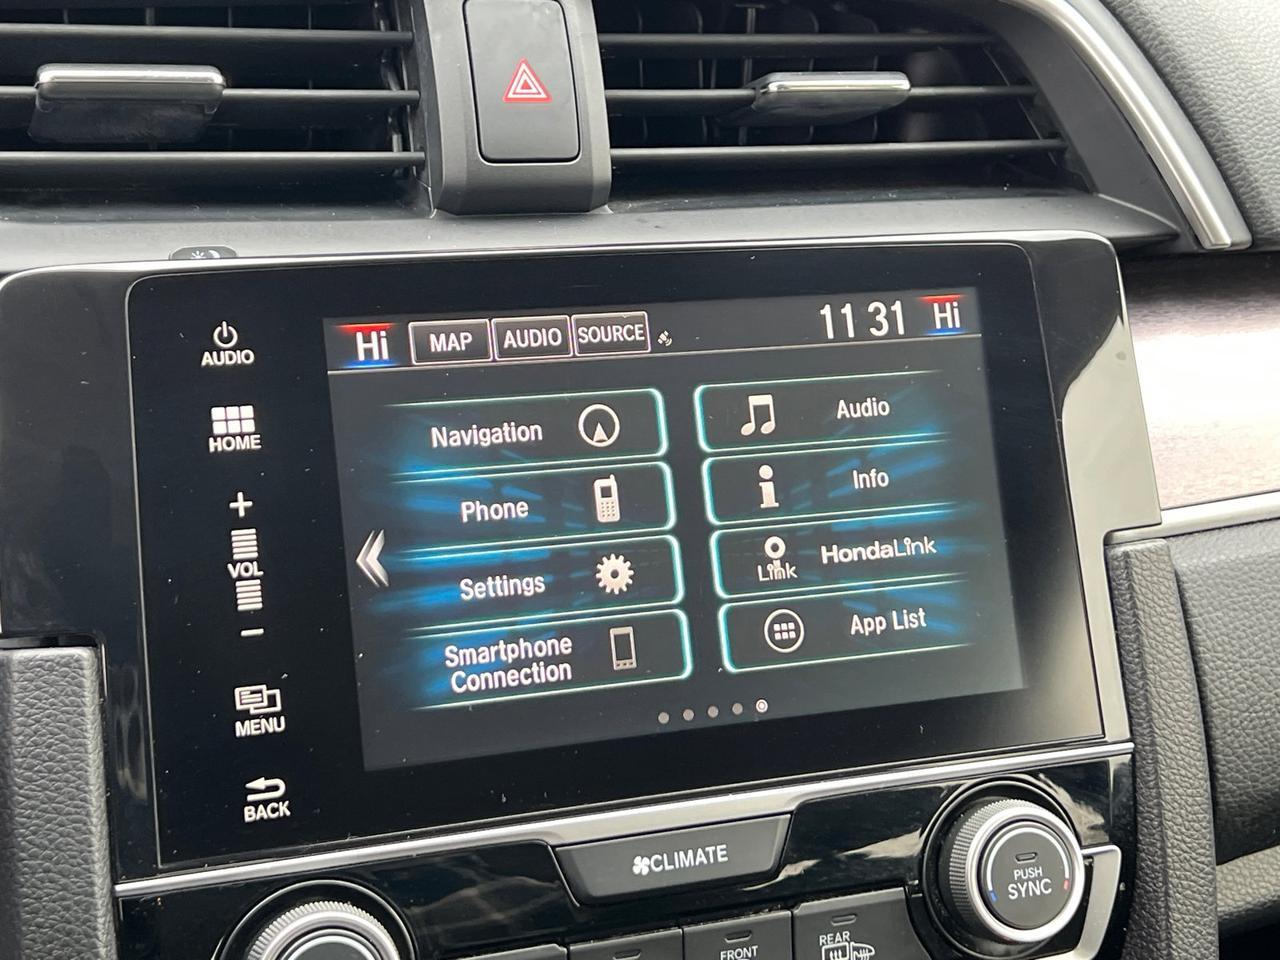 Hi MAP AUDIO SOURCE 11 31 Hi
AUDIO
HOME
+
VOL
−
MENU
BACK
Navigation
Phone
Settings
Smartphone
Connection
Audio
Info
Link HondaLink
App List
CLIMATE
PUSH
SYNC
FRONT
REAR